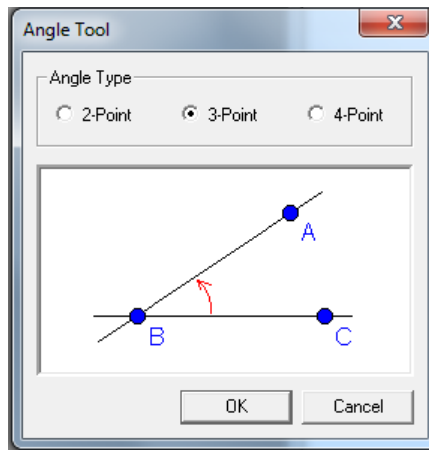 Angle Tool
Angle Type
2-Point 3-Point 4-Point
A
B C
OK Cancel